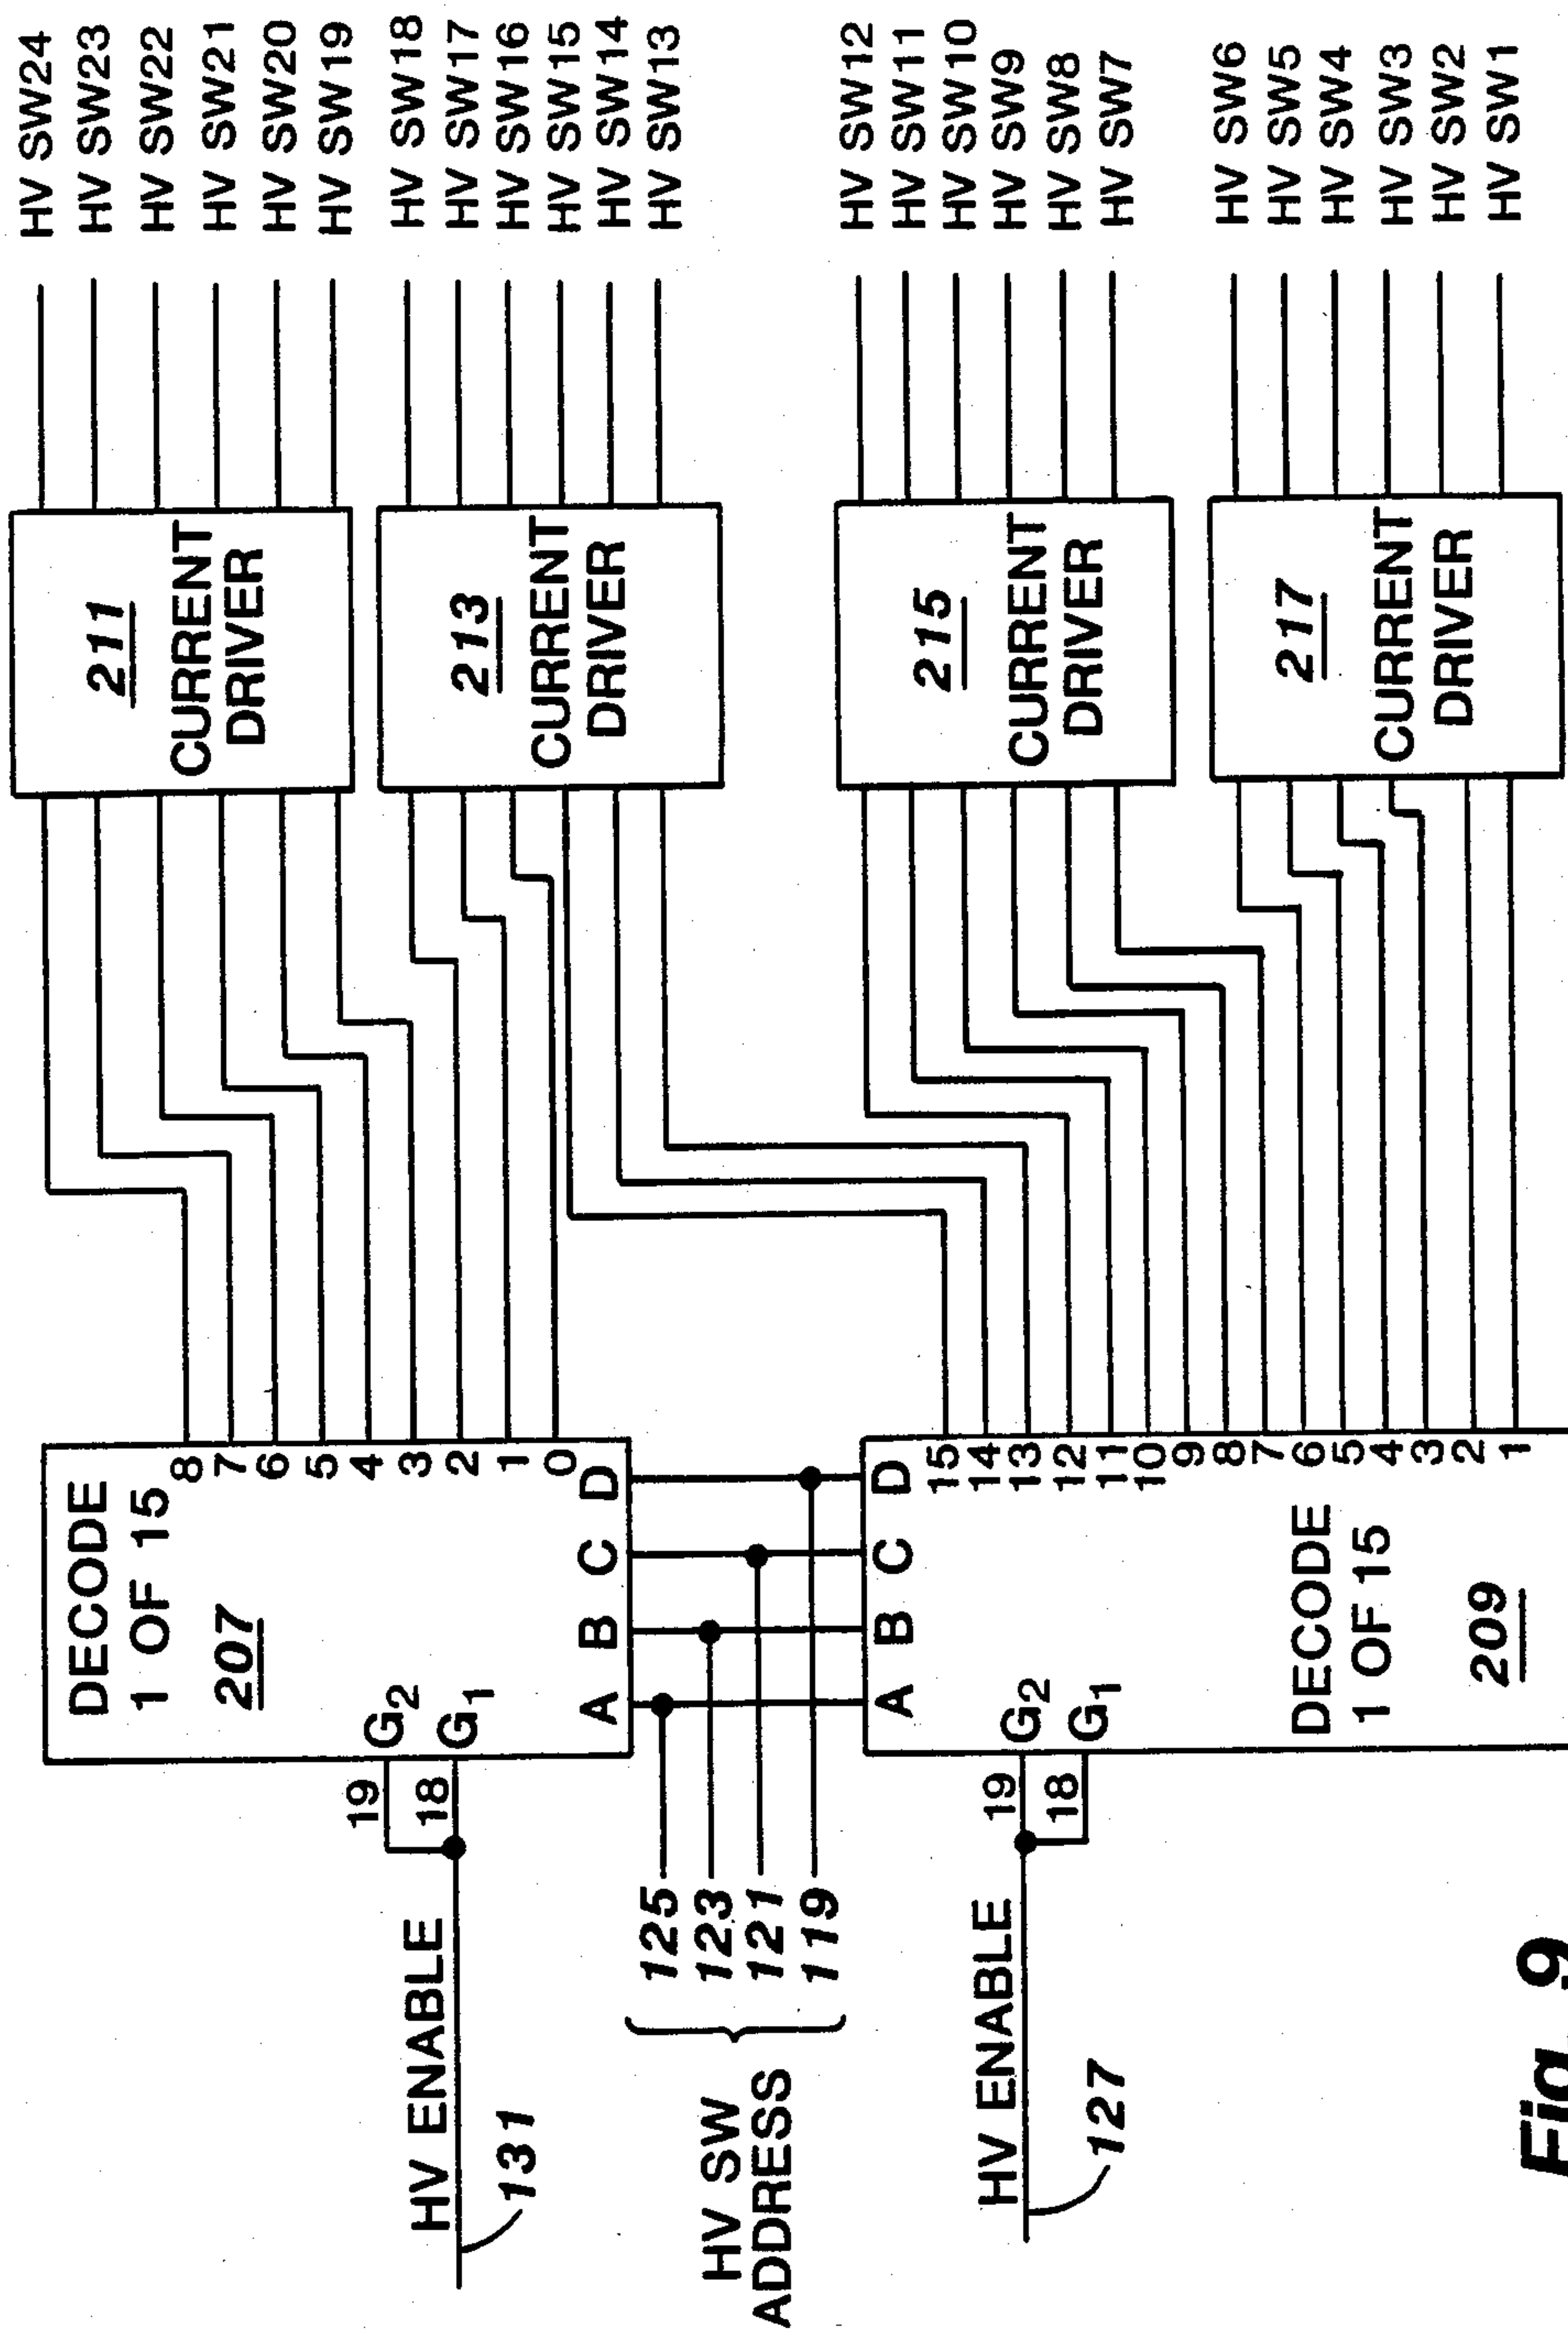 HV SW24
HV SW23
HV SW22
HV SW21
HV SW20
HV SW19
HV SW18
HV SW17
HV SW16
HV SW15
HV SW14
HV SW13
HV SW12
HV SW11
HV SW10
HV SW9
HV SW8
HV SW7
HV SW6
HV SW5
HV SW4
HV SW3
HV SW2
HV SW1
211
CURRENT
DRIVER
213
CURRENT
DRIVER
215
CURRENT
DRIVER
217
CURRENT
DRIVER
DECODE
1 OF 15
207
8
7
6
5
4
3
2
1
0
G2
G1
A B C D
19
18
HV ENABLE
131
125
123
121
119
HV SW
ADDRESS
A B C D
15
14
13
12
11
10
9
8
7
6
5
4
3
2
1
G2
G1
DECODE
1 OF 15
209
19
18
HV ENABLE
127
Fig. 9